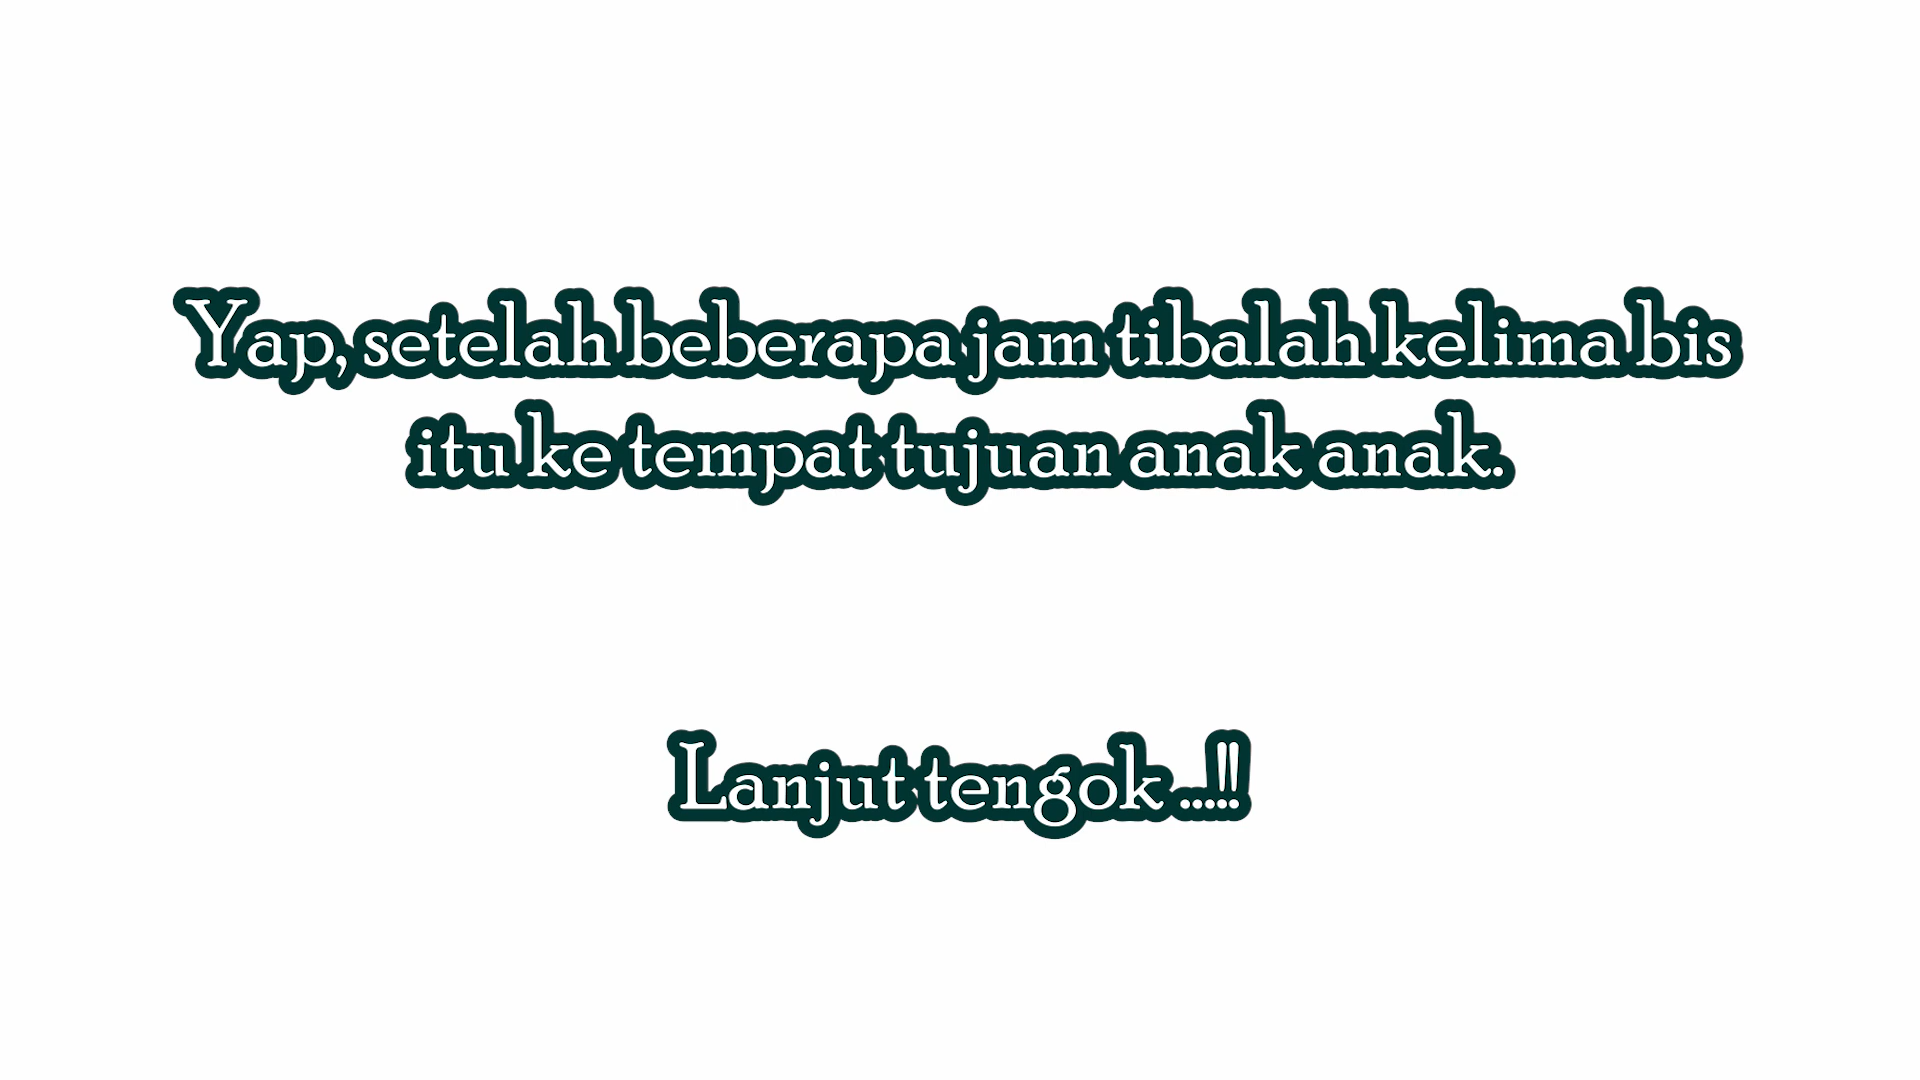 Yap, setelah beberapa jam tibalah kelima bis
itu ke tempat tujuan anak anak.
Lanjut tengok ...!!